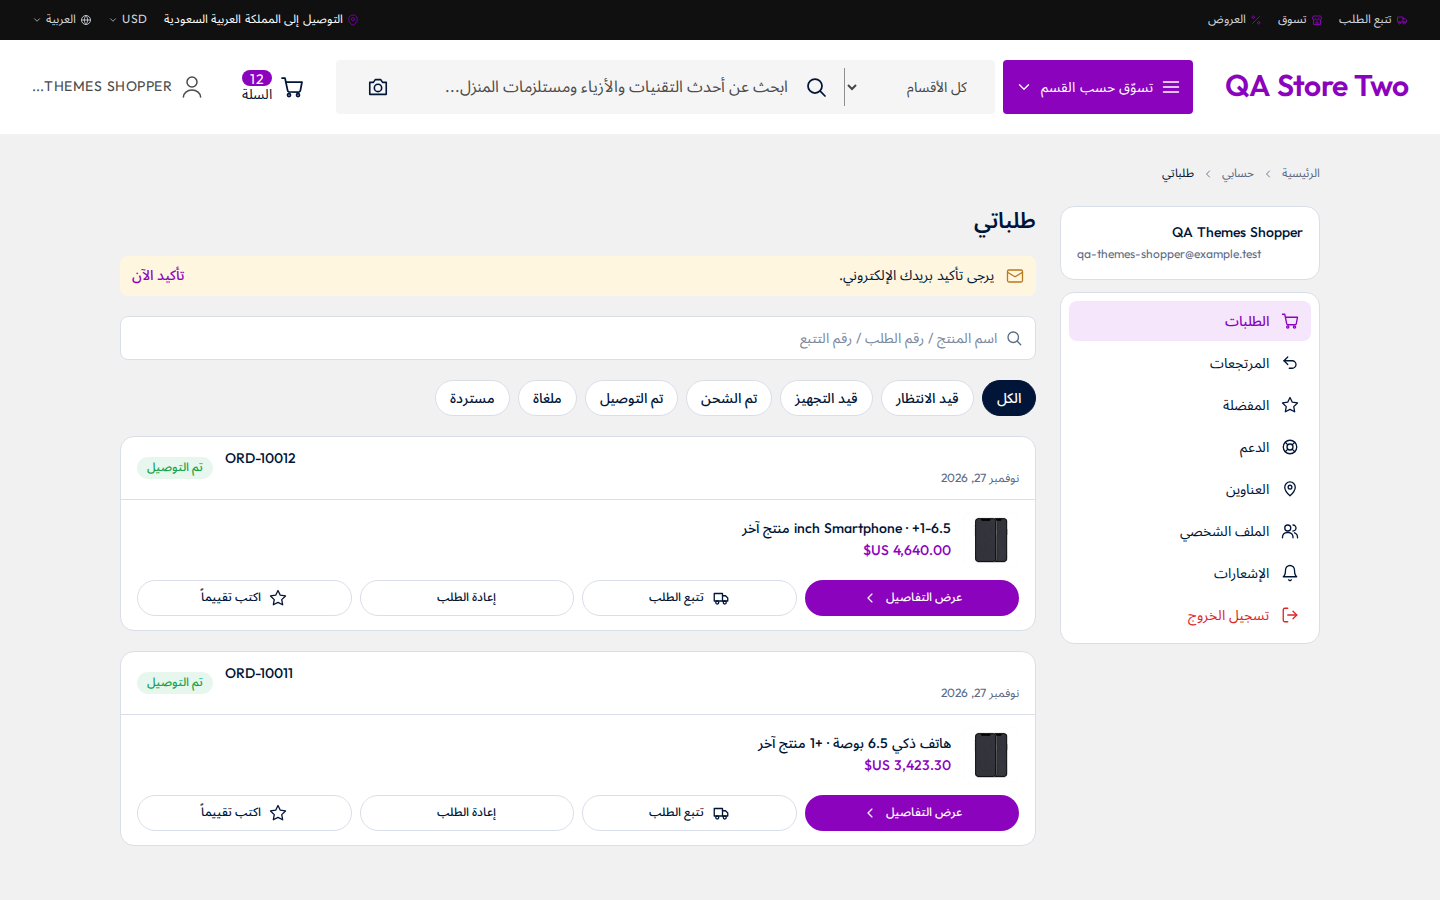 تتبع الطلب
تسوق
العروض
التوصيل إلى المملكة العربية السعودية
USD
العربية
QA Store Two
تسوّق حسب القسم
كل الأقسام
ابحث عن أحدث التقنيات والأزياء ومستلزمات المنزل...
12
السلة
...THEMES SHOPPER
الرئيسية
حسابي
طلباتي
QA Themes Shopper
qa-themes-shopper@example.test
الطلبات
المرتجعات
المفضلة
الدعم
العناوين
الملف الشخصي
الإشعارات
تسجيل الخروج
طلباتي
يرجى تأكيد بريدك الإلكتروني.
تأكيد الآن
اسم المنتج / رقم الطلب / رقم التتبع
الكل
قيد الانتظار
قيد التجهيز
تم الشحن
تم التوصيل
ملغاة
مستردة
ORD-10012
تم التوصيل
نوفمبر 27, 2026
inch Smartphone · +1-6.5 منتج آخر
$US 4,640.00
عرض التفاصيل
تتبع الطلب
إعادة الطلب
اكتب تقييماً
ORD-10011
تم التوصيل
نوفمبر 27, 2026
هاتف ذكي 6.5 بوصة · +1 منتج آخر
$US 3,423.30
عرض التفاصيل
تتبع الطلب
إعادة الطلب
اكتب تقييماً